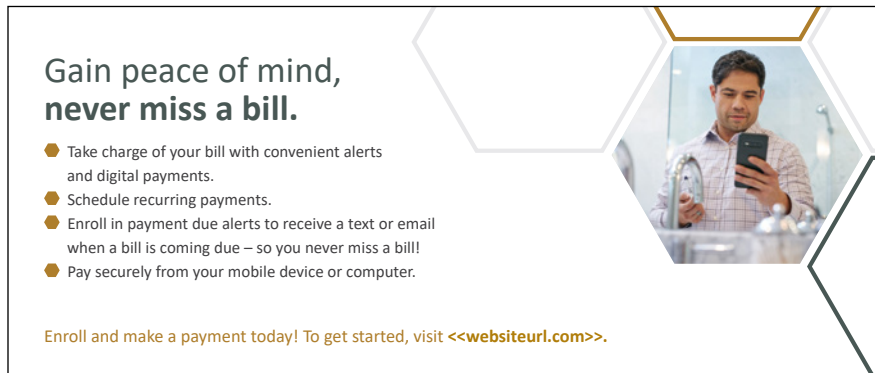 Gain peace of mind,
never miss a bill.
Take charge of your bill with convenient alerts
and digital payments.
Schedule recurring payments.
Enroll in payment due alerts to receive a text or email
when a bill is coming due – so you never miss a bill!
Pay securely from your mobile device or computer.
Enroll and make a payment today! To get started, visit <<websiteurl.com>>.